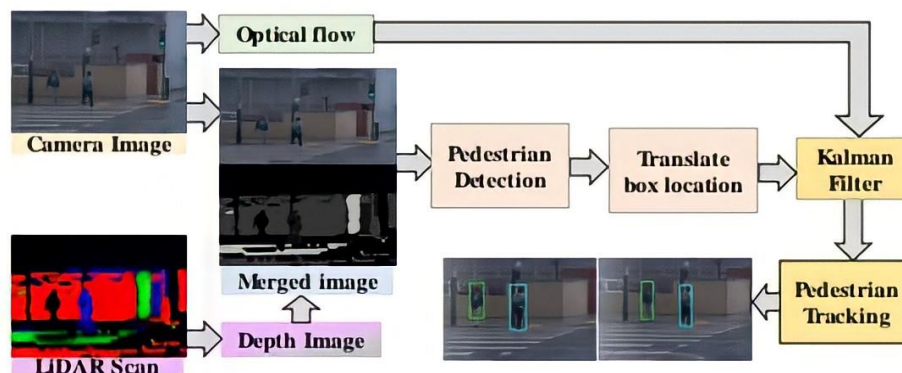 Optical flow
Camera Image
Pedestrian
Detection
Translate
box location
Kalman
Filter
Merged image
Pedestrian
Tracking
Depth Image
LiDAR Scan